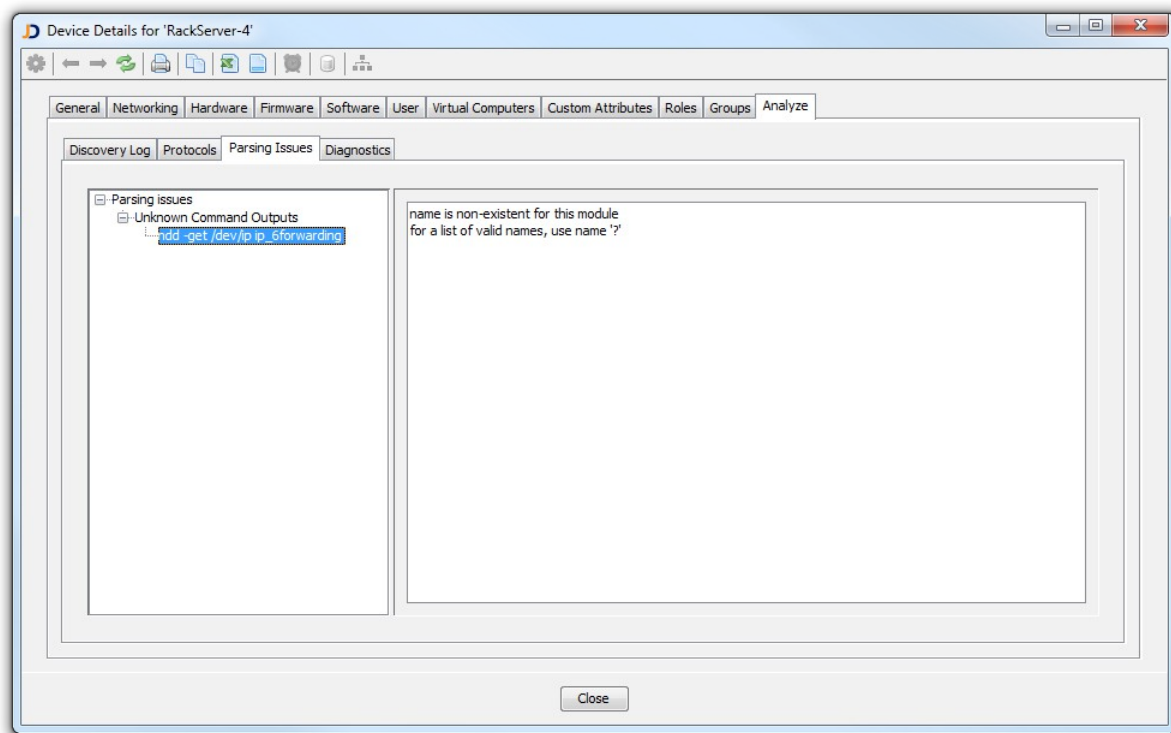 Device Details for 'RackServer-4'
General Networking Hardware Firmware Software User Virtual Computers Custom Attributes Roles Groups Analyze
Discovery Log Protocols Parsing Issues Diagnostics
Parsing issues
Unknown Command Outputs
ndd -get /dev/ip ip_6forwarding
name is non-existent for this module
for a list of valid names, use name '?'
Close